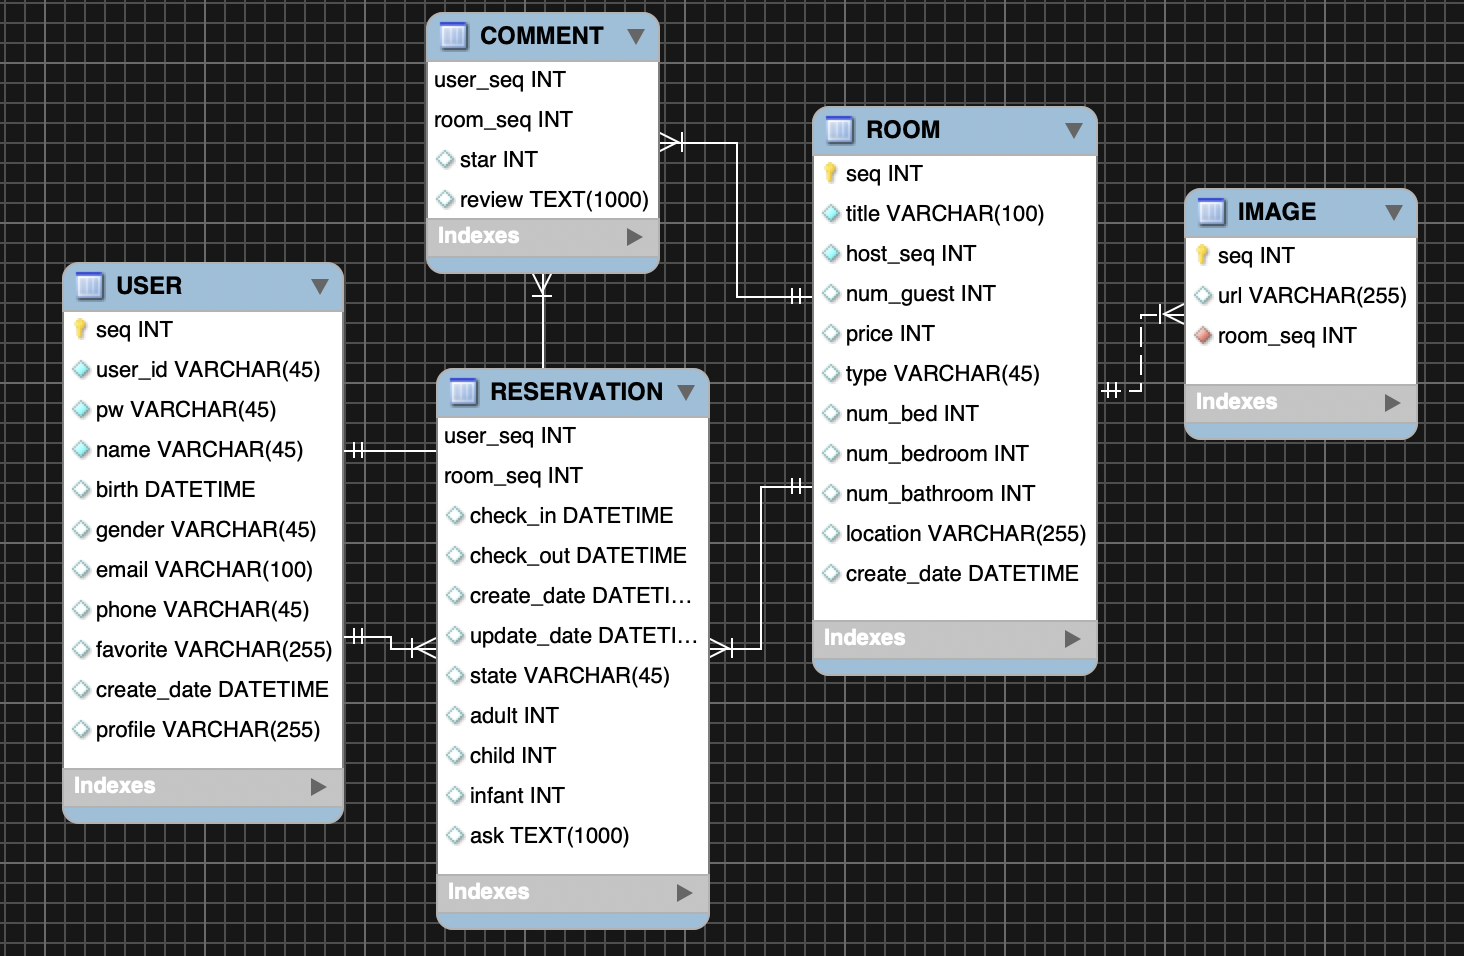 COMMENT
user_seq INT
room_seq INT
star INT
review TEXT(1000)
Indexes
USER
seq INT
user_id VARCHAR(45)
pw VARCHAR(45)
name VARCHAR(45)
birth DATETIME
gender VARCHAR(45)
email VARCHAR(100)
phone VARCHAR(45)
favorite VARCHAR(255)
create_date DATETIME
profile VARCHAR(255)
Indexes
RESERVATION
user_seq INT
room_seq INT
check_in DATETIME
check_out DATETIME
create_date DATETI...
update_date DATETI...
state VARCHAR(45)
adult INT
child INT
infant INT
ask TEXT(1000)
Indexes
ROOM
seq INT
title VARCHAR(100)
host_seq INT
num_guest INT
price INT
type VARCHAR(45)
num_bed INT
num_bedroom INT
num_bathroom INT
location VARCHAR(255)
create_date DATETIME
Indexes
IMAGE
seq INT
url VARCHAR(255)
room_seq INT
Indexes